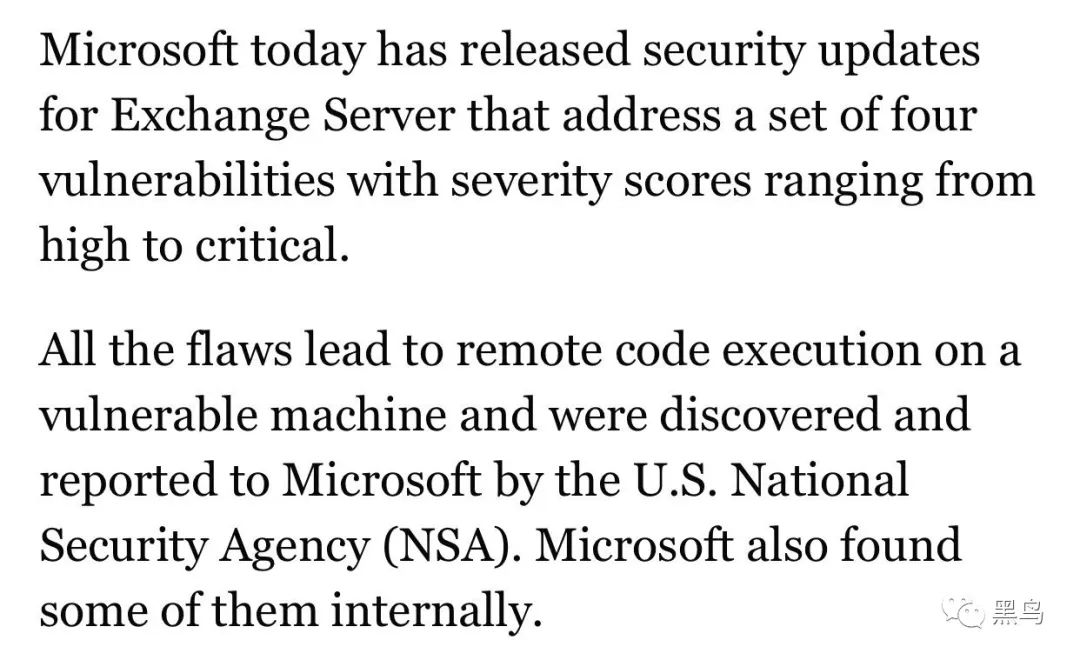 Microsoft today has released security updates
for Exchange Server that address a set of four
vulnerabilities with severity scores ranging from
high to critical.
All the flaws lead to remote code execution on a
vulnerable machine and were discovered and
reported to Microsoft by the U.S. National
Security Agency (NSA). Microsoft also found
some of them internally.
黑鸟